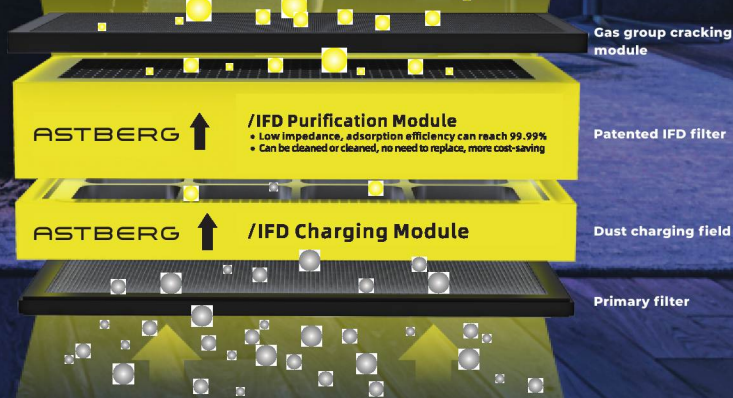 Gas group cracking
module
/IFD Purification Module
• Low impedance, adsorption efficiency can reach 99.99%
ASTBERG
• Can be cleaned or cleaned, no need to replace, more cost-saving
Patented IFD filter
ASTBERG
/IFD Charging Module
Dust charging field
Primary filter